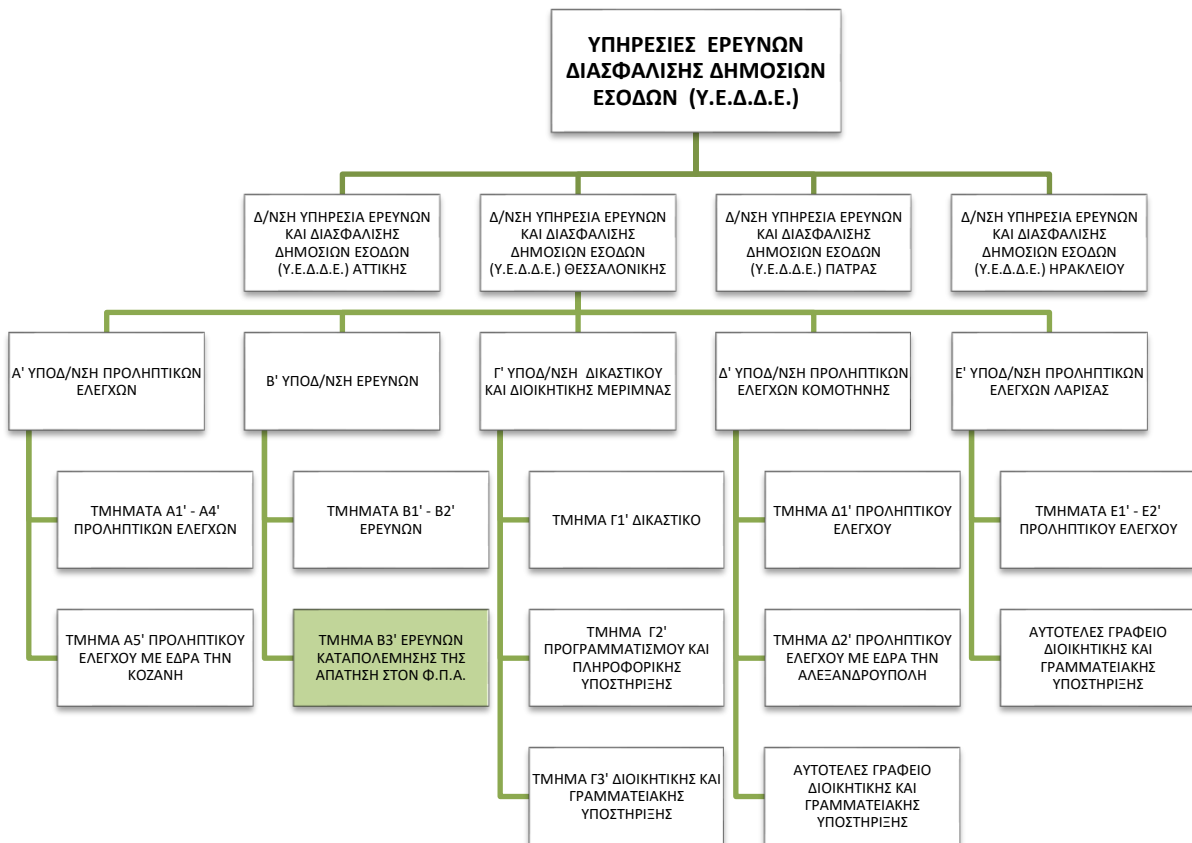 ΥΠΗΡΕΣΙΕΣ ΕΡΕΥΝΩΝ
ΔΙΑΣΦΑΛΙΣΗΣ ΔΗΜΟΣΙΩΝ
ΕΣΟΔΩΝ (Υ.Ε.Δ.Δ.Ε.)
Δ/ΝΣΗ ΥΠΗΡΕΣΙΑ ΕΡΕΥΝΩΝ
ΚΑΙ ΔΙΑΣΦΑΛΙΣΗΣ
ΔΗΜΟΣΙΩΝ ΕΣΟΔΩΝ
(Υ.Ε.Δ.Δ.Ε.) ΑΤΤΙΚΗΣ
Δ/ΝΣΗ ΥΠΗΡΕΣΙΑ ΕΡΕΥΝΩΝ
ΚΑΙ ΔΙΑΣΦΑΛΙΣΗΣ
ΔΗΜΟΣΙΩΝ ΕΣΟΔΩΝ
(Υ.Ε.Δ.Δ.Ε.) ΘΕΣΣΑΛΟΝΙΚΗΣ
Δ/ΝΣΗ ΥΠΗΡΕΣΙΑ ΕΡΕΥΝΩΝ
ΚΑΙ ΔΙΑΣΦΑΛΙΣΗΣ
ΔΗΜΟΣΙΩΝ ΕΣΟΔΩΝ
(Υ.Ε.Δ.Δ.Ε.) ΠΑΤΡΑΣ
Δ/ΝΣΗ ΥΠΗΡΕΣΙΑ ΕΡΕΥΝΩΝ
ΚΑΙ ΔΙΑΣΦΑΛΙΣΗΣ
ΔΗΜΟΣΙΩΝ ΕΣΟΔΩΝ
(Υ.Ε.Δ.Δ.Ε.) ΗΡΑΚΛΕΙΟΥ
Α' ΥΠΟΔ/ΝΣΗ ΠΡΟΛΗΠΤΙΚΩΝ
ΕΛΕΓΧΩΝ
Β' ΥΠΟΔ/ΝΣΗ ΕΡΕΥΝΩΝ
Γ' ΥΠΟΔ/ΝΣΗ ΔΙΚΑΣΤΙΚΟΥ
ΚΑΙ ΔΙΟΙΚΗΤΙΚΗΣ ΜΕΡΙΜΝΑΣ
Δ' ΥΠΟΔ/ΝΣΗ ΠΡΟΛΗΠΤΙΚΩΝ
ΕΛΕΓΧΩΝ ΚΟΜΟΤΗΝΗΣ
Ε' ΥΠΟΔ/ΝΣΗ ΠΡΟΛΗΠΤΙΚΩΝ
ΕΛΕΓΧΩΝ ΛΑΡΙΣΑΣ
ΤΜΗΜΑΤΑ Α1' - Α4'
ΠΡΟΛΗΠΤΙΚΩΝ ΕΛΕΓΧΩΝ
ΤΜΗΜΑΤΑ Β1' - Β2'
ΕΡΕΥΝΩΝ
ΤΜΗΜΑ Γ1' ΔΙΚΑΣΤΙΚΟ
ΤΜΗΜΑ Δ1' ΠΡΟΛΗΠΤΙΚΟΥ
ΕΛΕΓΧΟΥ
ΤΜΗΜΑΤΑ Ε1' - Ε2'
ΠΡΟΛΗΠΤΙΚΟΥ ΕΛΕΓΧΟΥ
ΤΜΗΜΑ Α5' ΠΡΟΛΗΠΤΙΚΟΥ
ΕΛΕΓΧΟΥ ΜΕ ΕΔΡΑ ΤΗΝ
ΚΟΖΑΝΗ
ΤΜΗΜΑ Β3' ΕΡΕΥΝΩΝ
ΚΑΤΑΠΟΛΕΜΗΣΗΣ ΤΗΣ
ΑΠΑΤΗΣΗ ΣΤΟΝ Φ.Π.Α.
ΤΜΗΜΑ Γ2'
ΠΡΟΓΡΑΜΜΑΤΙΣΜΟΥ ΚΑΙ
ΠΛΗΡΟΦΟΡΙΚΗΣ
ΥΠΟΣΤΗΡΙΞΗΣ
ΤΜΗΜΑ Δ2' ΠΡΟΛΗΠΤΙΚΟΥ
ΕΛΕΓΧΟΥ ΜΕ ΕΔΡΑ ΤΗΝ
ΑΛΕΞΑΝΔΡΟΥΠΟΛΗ
ΑΥΤΟΤΕΛΕΣ ΓΡΑΦΕΙΟ
ΔΙΟΙΚΗΤΙΚΗΣ ΚΑΙ
ΓΡΑΜΜΑΤΕΙΑΚΗΣ
ΥΠΟΣΤΗΡΙΞΗΣ
ΤΜΗΜΑ Γ3' ΔΙΟΙΚΗΤΙΚΗΣ ΚΑΙ
ΓΡΑΜΜΑΤΕΙΑΚΗΣ
ΥΠΟΣΤΗΡΙΞΗΣ
ΑΥΤΟΤΕΛΕΣ ΓΡΑΦΕΙΟ
ΔΙΟΙΚΗΤΙΚΗΣ ΚΑΙ
ΓΡΑΜΜΑΤΕΙΑΚΗΣ
ΥΠΟΣΤΗΡΙΞΗΣ